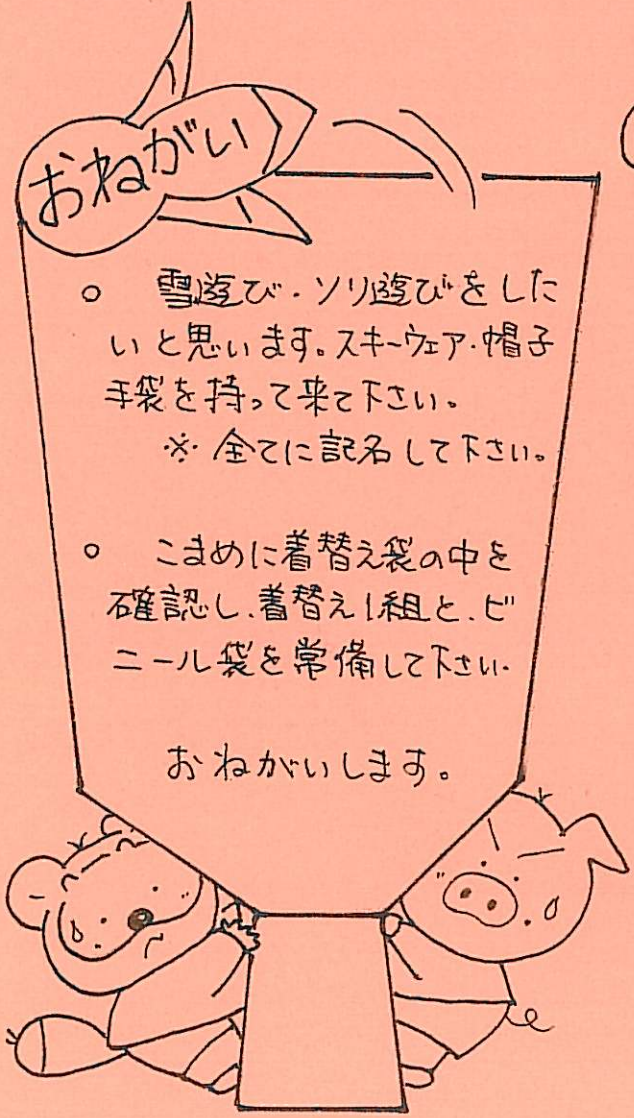 おねがい
○ 雪遊び・ソリ遊びをした
いと思います。スキーウェア・帽子
手袋を持って来て下さい。
※ 全てに記名して下さい。
○ こまめに着替え袋の中を
確認し、着替え1組と、ビ
ニール袋を常備して下さい。
おねがいします。